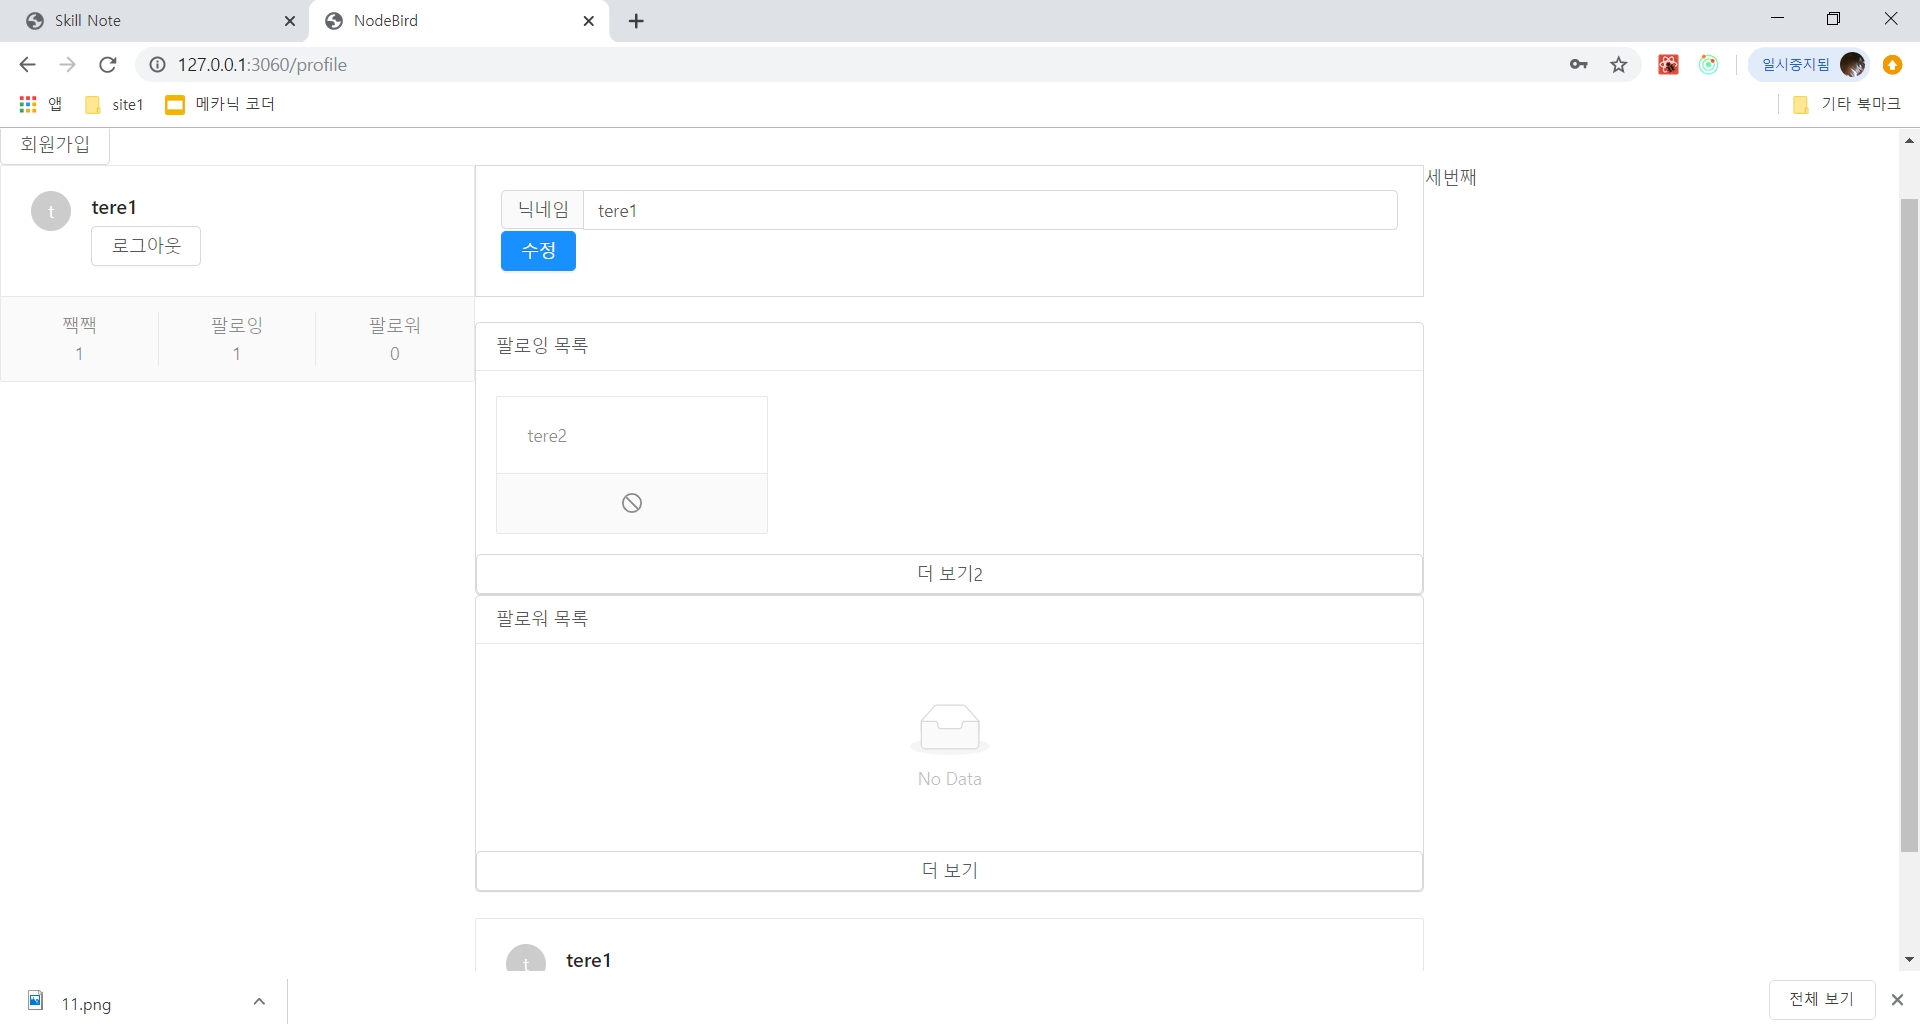 Skill Note
NodeBird
127.0.0.1:3060/profile
일시중지됨
앱
site1
메카닉 코더
기타 북마크
회원가입
t
tere1
로그아웃
짹짹
1
팔로잉
1
팔로워
0
닉네임
tere1
수정
세번째
팔로잉 목록
tere2
더 보기2
팔로워 목록
No Data
더 보기
t
tere1
11.png
전체 보기